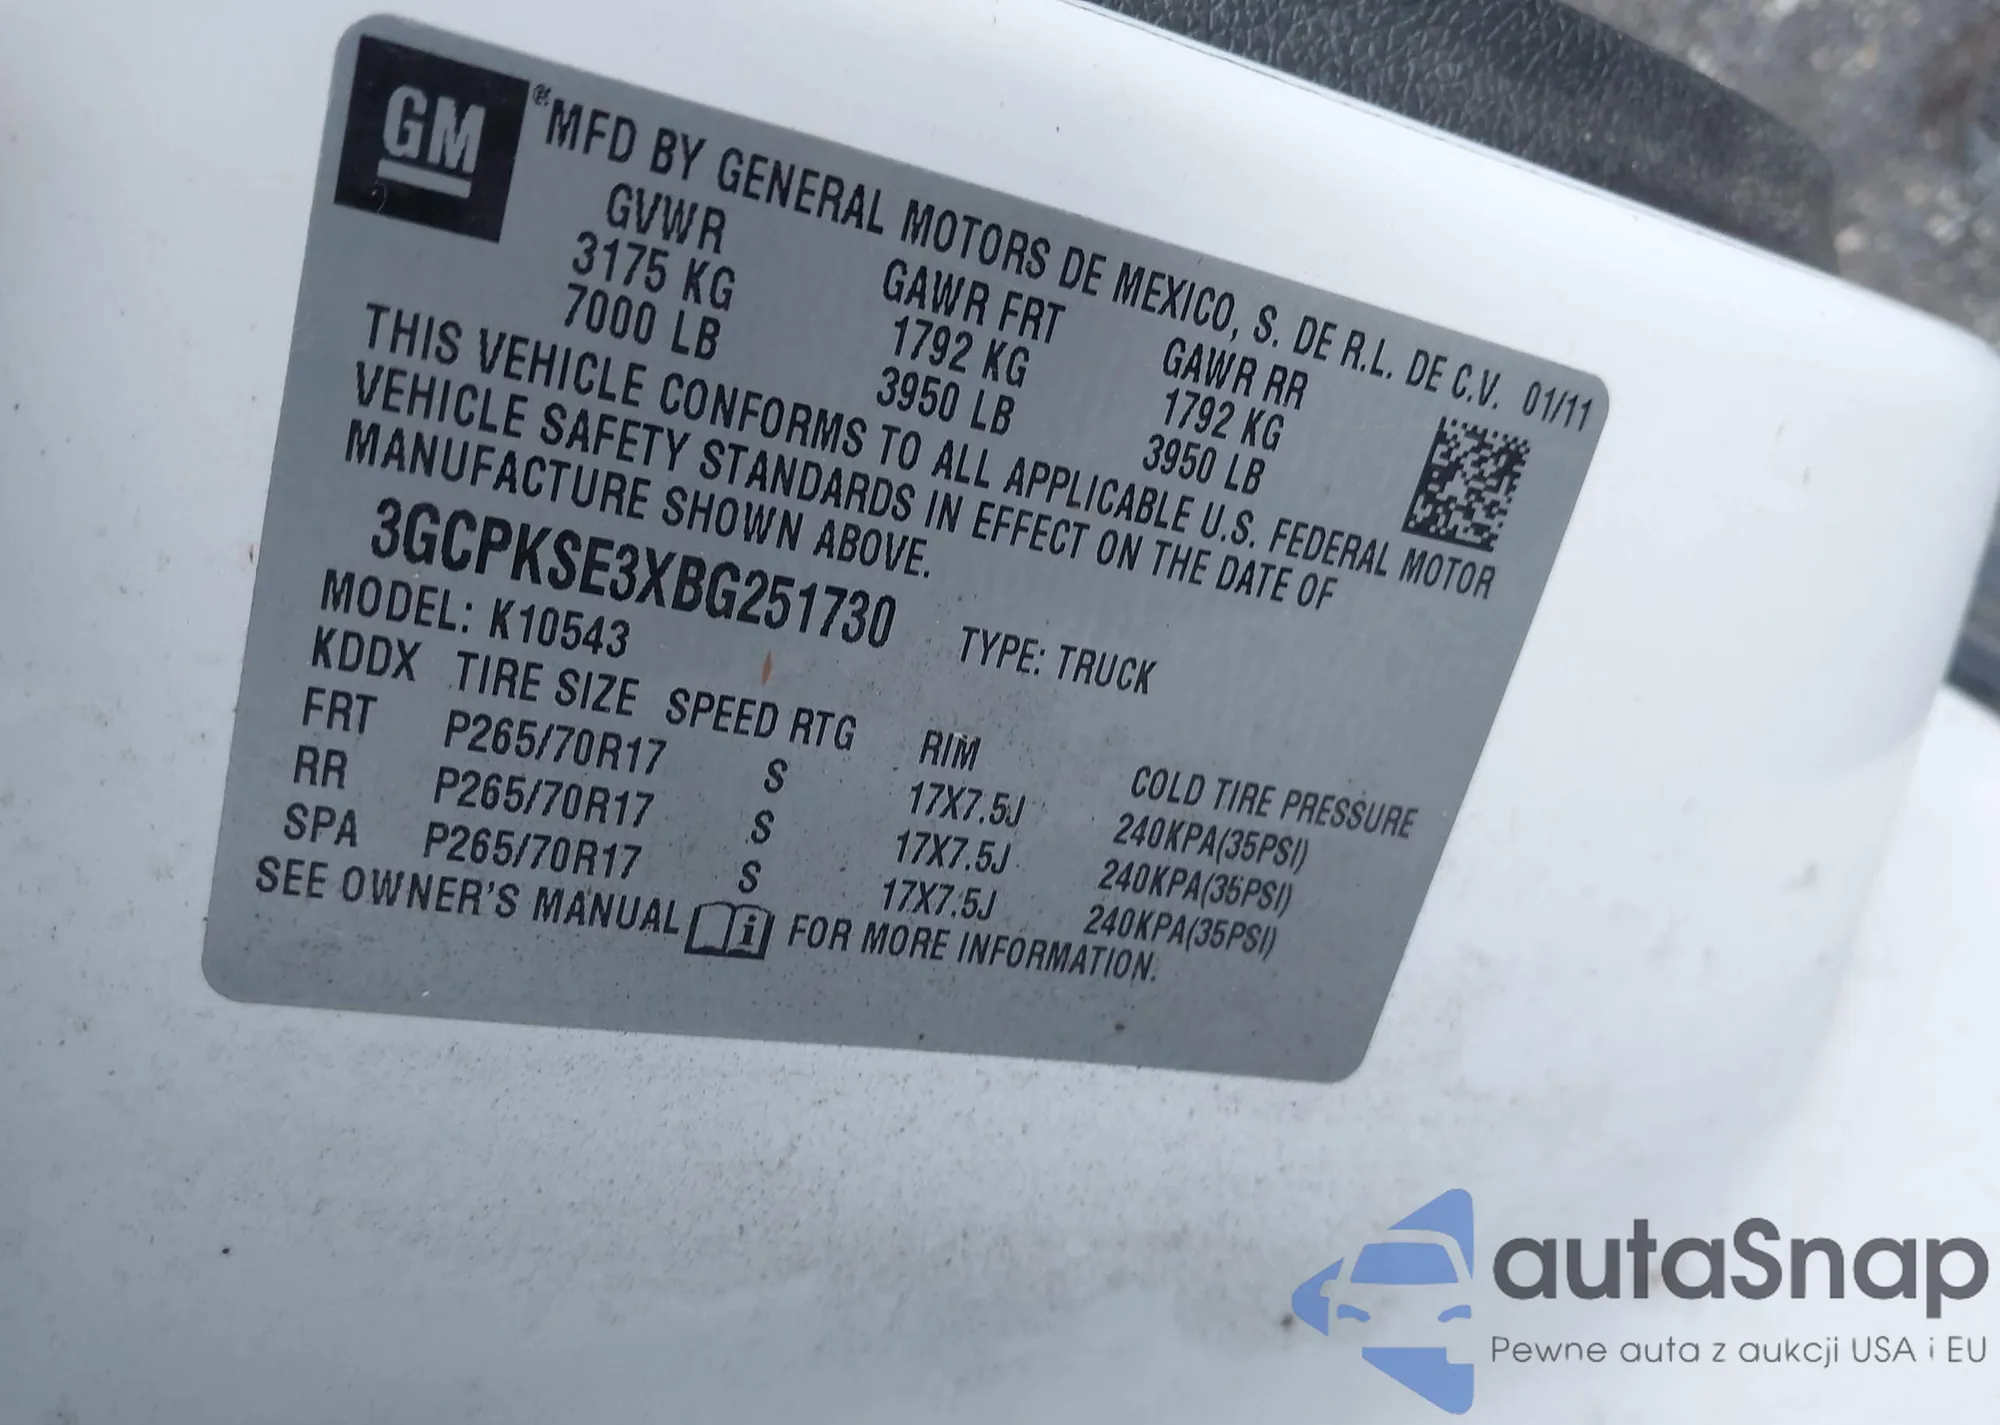 GM
® MFD BY GENERAL MOTORS DE MEXICO, S. DE R.L. DE C.V. 01/11
GVWR GAWR FRT GAWR RR
3175 KG 1792 KG 1792 KG
7000 LB 3950 LB 3950 LB
THIS VEHICLE CONFORMS TO ALL APPLICABLE U.S. FEDERAL MOTOR
VEHICLE SAFETY STANDARDS IN EFFECT ON THE DATE OF
MANUFACTURE SHOWN ABOVE.
3GCPKSE3XBG251730 TYPE: TRUCK
MODEL: K10543
KDDX TIRE SIZE SPEED RTG RIM COLD TIRE PRESSURE
FRT P265/70R17 S 17X7.5J 240KPA(35PSI)
RR P265/70R17 S 17X7.5J 240KPA(35PSI)
SPA P265/70R17 S 17X7.5J 240KPA(35PSI)
SEE OWNER'S MANUAL i FOR MORE INFORMATION.
autaSnap
Pewne auta z aukcji USA i EU